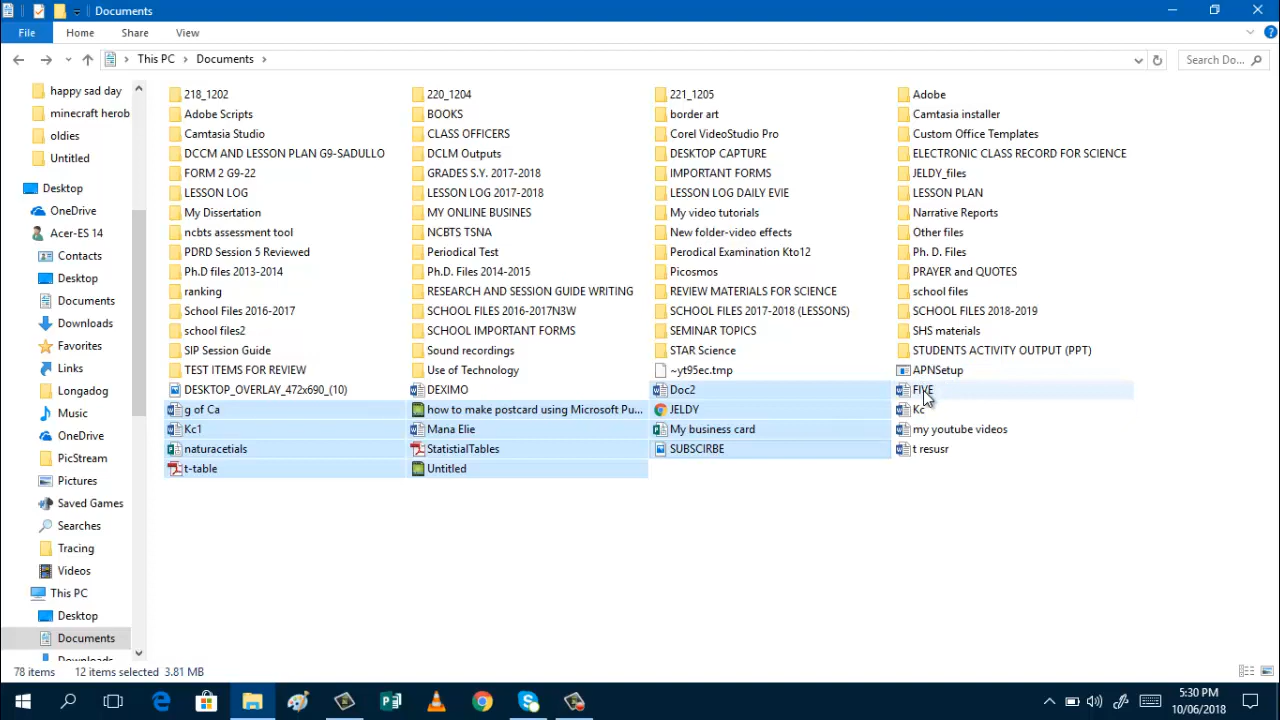 Documents
File Home Share View
This PC Documents
Search Do...
happy sad day
minecraft herob
oldies
Untitled
Desktop
OneDrive
Acer-ES 14
Contacts
Desktop
Documents
Downloads
Favorites
Links
Longadog
Music
OneDrive
PicStream
Pictures
Saved Games
Searches
Tracing
Videos
This PC
Desktop
Documents
Downloads
218_1202 220_1204 221_1205 Adobe
Adobe Scripts BOOKS border art Camtasia installer
Camtasia Studio CLASS OFFICERS Corel VideoStudio Pro Custom Office Templates
DCCM AND LESSON PLAN G9-SADULLO DCLM Outputs DESKTOP CAPTURE ELECTRONIC CLASS RECORD FOR SCIENCE
FORM 2 G9-22 GRADES S.Y. 2017-2018 IMPORTANT FORMS JELDY_files
LESSON LOG LESSON LOG 2017-2018 LESSON LOG DAILY EVIE LESSON PLAN
My Dissertation MY ONLINE BUSINES My video tutorials Narrative Reports
ncbts assessment tool NCBTS TSNA New folder-video effects Other files
PDRD Session 5 Reviewed Periodical Test Perodical Examination Kto12 Ph. D. Files
Ph.D files 2013-2014 Ph.D. Files 2014-2015 Picosmos PRAYER and QUOTES
ranking RESEARCH AND SESSION GUIDE WRITING REVIEW MATERIALS FOR SCIENCE school files
School Files 2016-2017 SCHOOL FILES 2016-2017N3W SCHOOL FILES 2017-2018 (LESSONS) SCHOOL FILES 2018-2019
school files2 SCHOOL IMPORTANT FORMS SEMINAR TOPICS SHS materials
SIP Session Guide Sound recordings STAR Science STUDENTS ACTIVITY OUTPUT (PPT)
TEST ITEMS FOR REVIEW Use of Technology ~yt95ec.tmp APNSetup
DESKTOP_OVERLAY_472x690_(10) DEXIMO Doc2 FIVE
g of Ca how to make postcard using Microsoft Pu... JELDY Kc
Kc1 Mana Elie My business card my youtube videos
naturacetials StatistialTables SUBSCIRBE t resusr
t-table Untitled
78 items 12 items selected 3.81 MB
5:30 PM
10/06/2018